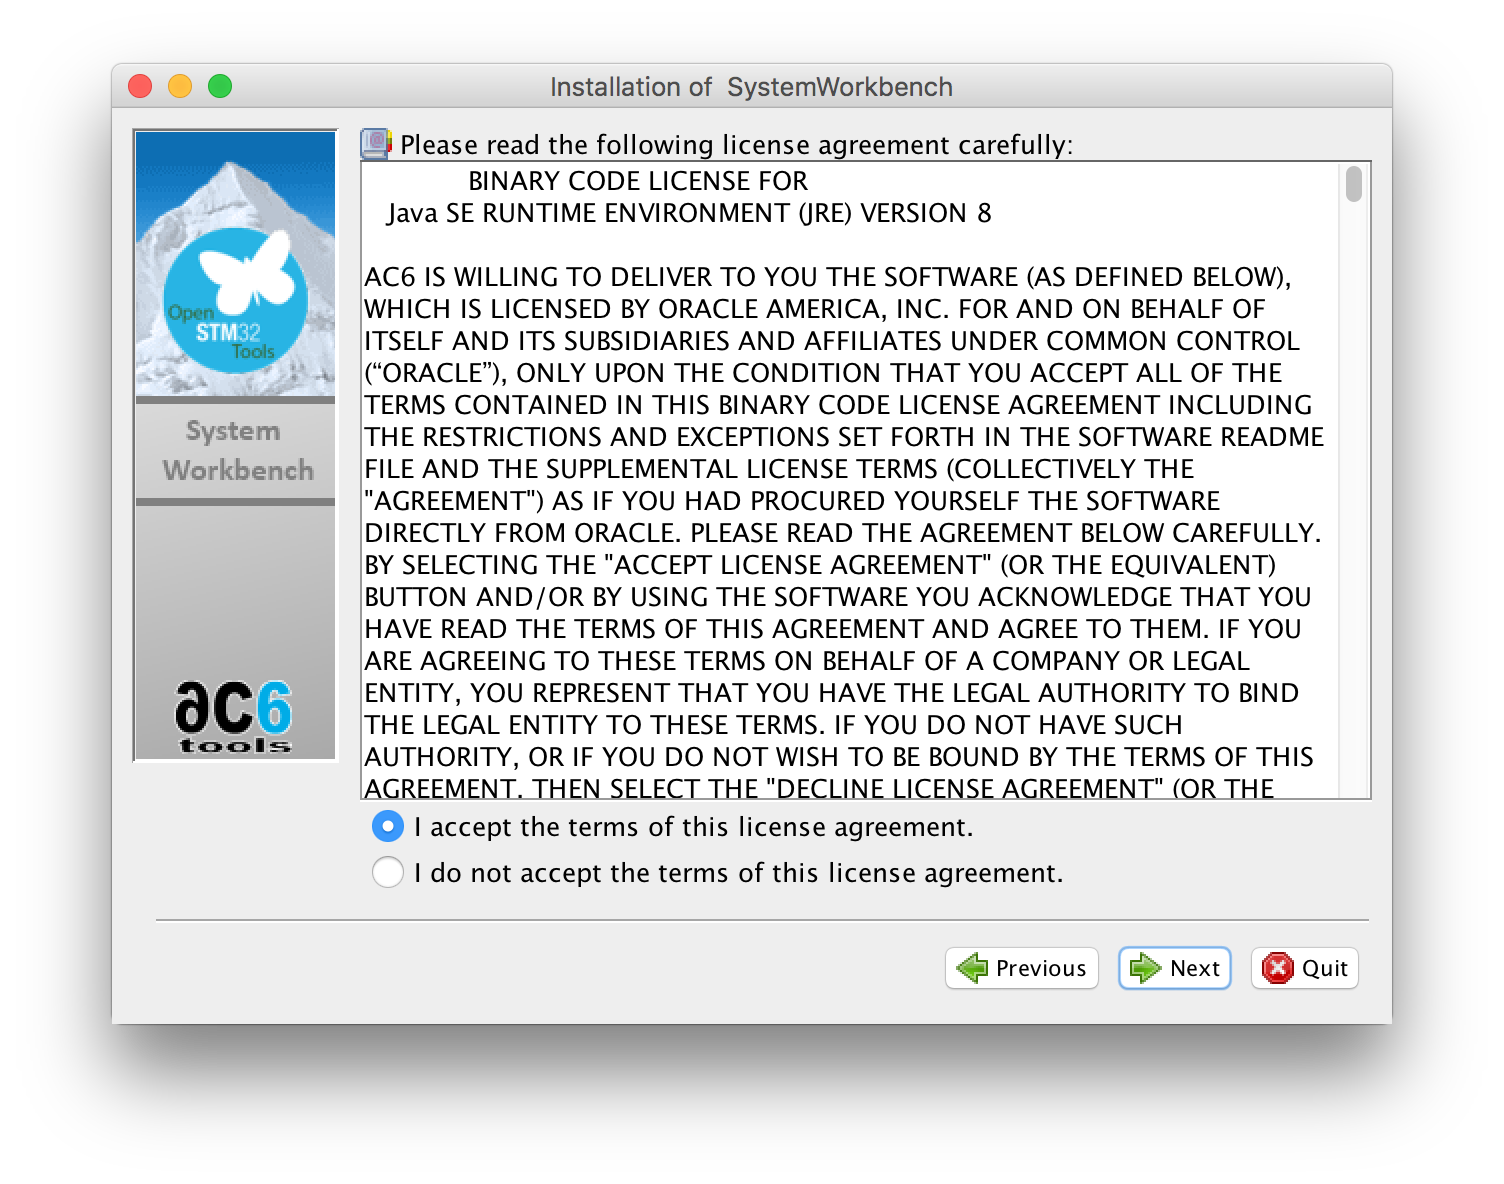 Installation of  SystemWorkbench
Please read the following license agreement carefully:
BINARY CODE LICENSE FOR
Java SE RUNTIME ENVIRONMENT (JRE) VERSION 8
AC6 IS WILLING TO DELIVER TO YOU THE SOFTWARE (AS DEFINED BELOW),
WHICH IS LICENSED BY ORACLE AMERICA, INC. FOR AND ON BEHALF OF
ITSELF AND ITS SUBSIDIARIES AND AFFILIATES UNDER COMMON CONTROL
(“ORACLE”), ONLY UPON THE CONDITION THAT YOU ACCEPT ALL OF THE
TERMS CONTAINED IN THIS BINARY CODE LICENSE AGREEMENT INCLUDING
THE RESTRICTIONS AND EXCEPTIONS SET FORTH IN THE SOFTWARE README
FILE AND THE SUPPLEMENTAL LICENSE TERMS (COLLECTIVELY THE
"AGREEMENT") AS IF YOU HAD PROCURED YOURSELF THE SOFTWARE
DIRECTLY FROM ORACLE. PLEASE READ THE AGREEMENT BELOW CAREFULLY.
BY SELECTING THE "ACCEPT LICENSE AGREEMENT" (OR THE EQUIVALENT)
BUTTON AND/OR BY USING THE SOFTWARE YOU ACKNOWLEDGE THAT YOU
HAVE READ THE TERMS OF THIS AGREEMENT AND AGREE TO THEM. IF YOU
ARE AGREEING TO THESE TERMS ON BEHALF OF A COMPANY OR LEGAL
ENTITY, YOU REPRESENT THAT YOU HAVE THE LEGAL AUTHORITY TO BIND
THE LEGAL ENTITY TO THESE TERMS. IF YOU DO NOT HAVE SUCH
AUTHORITY, OR IF YOU DO NOT WISH TO BE BOUND BY THE TERMS OF THIS
AGREEMENT, THEN SELECT THE "DECLINE LICENSE AGREEMENT" (OR THE
Open
STM32
Tools
System
Workbench
ac6
tools
I accept the terms of this license agreement.
I do not accept the terms of this license agreement.
Previous
Next
Quit